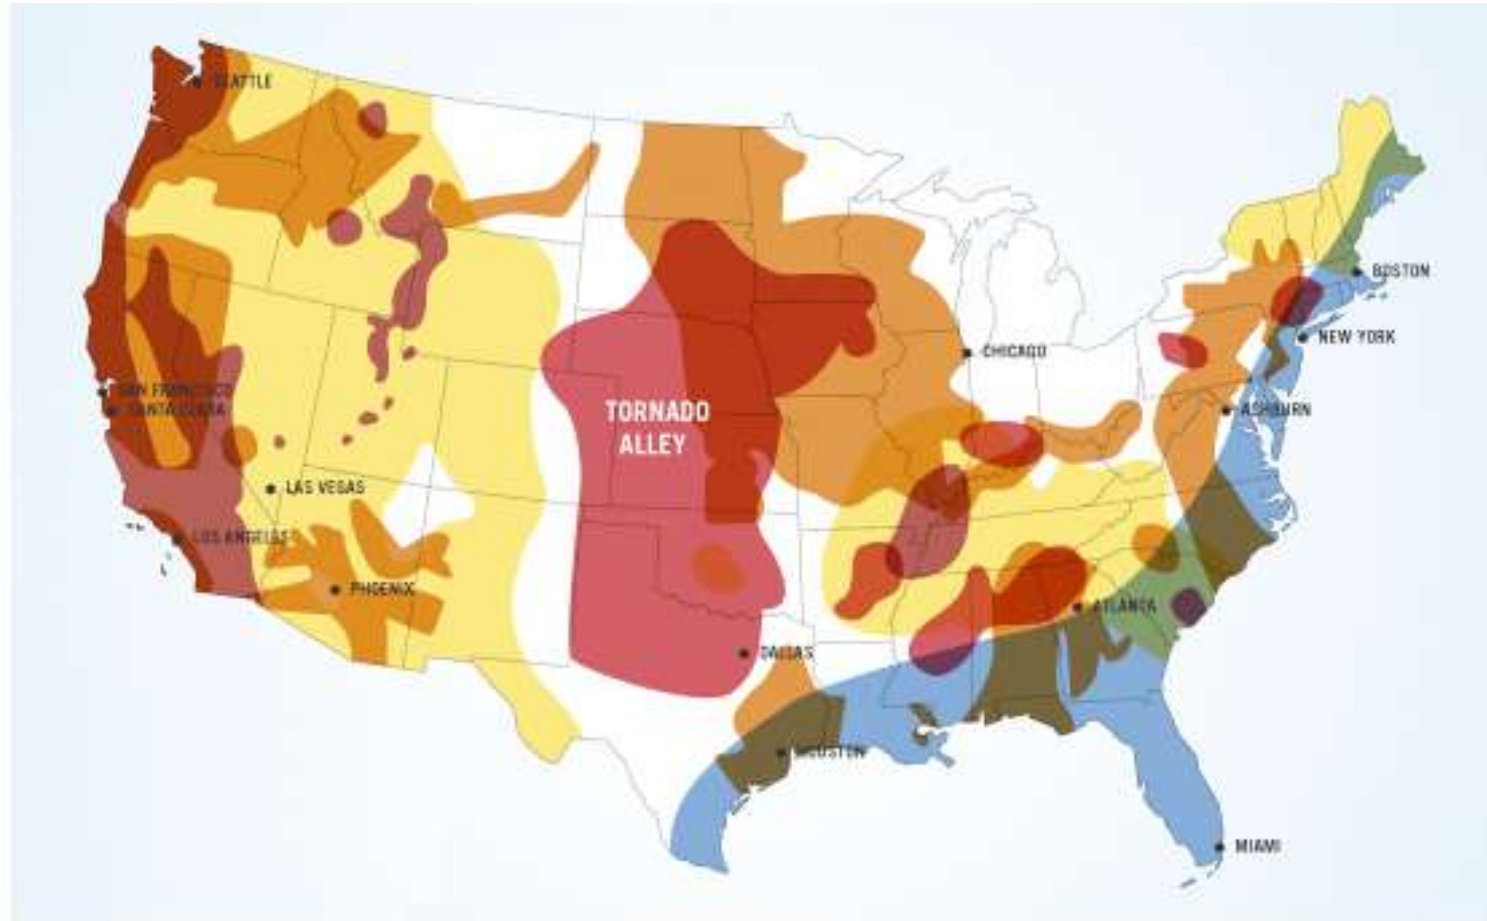 SEATTLE
BOSTON
NEW YORK
CHICAGO
SAN FRANCISCO
SANTA CLARA
TORNADO
ALLEY
ASHBURN
LAS VEGAS
LOS ANGELES
PHOENIX
ATLANTA
DALLAS
HOUSTON
MIAMI